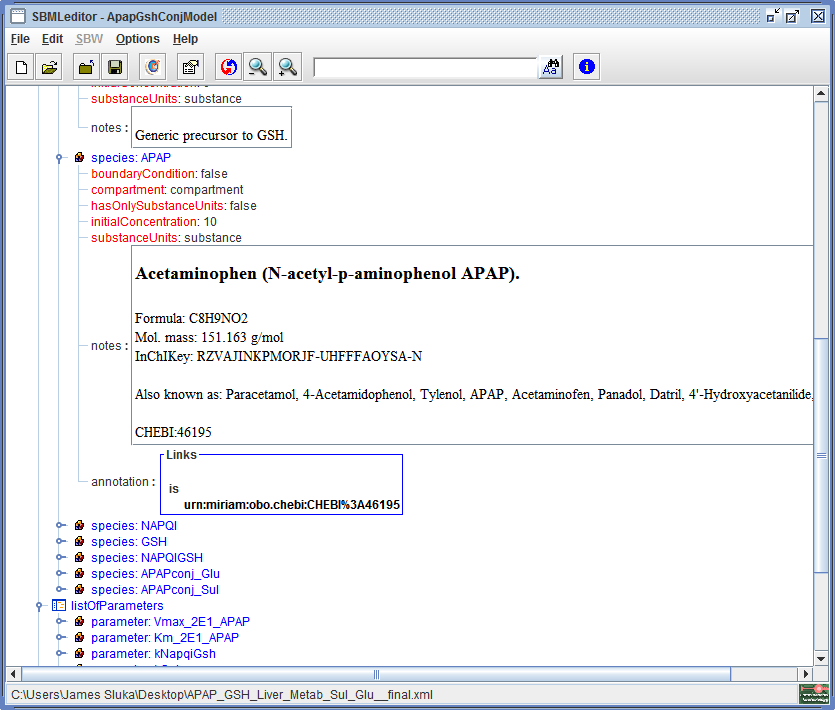 SBMLeditor - ApapGshConjModel
File Edit SBW Options Help
Aa
substanceUnits: substance
notes :
Generic precursor to GSH.
species: APAP
boundaryCondition: false
compartment: compartment
hasOnlySubstanceUnits: false
initialConcentration: 10
substanceUnits: substance
notes :
Acetaminophen (N-acetyl-p-aminophenol APAP).
Formula: C8H9NO2
Mol. mass: 151.163 g/mol
InChIKey: RZVAJINKPMORJF-UHFFFAOYSA-N
Also known as: Paracetamol, 4-Acetamidophenol, Tylenol, APAP, Acetaminofen, Panadol, Datril, 4'-Hydroxyacetanilide,
CHEBI:46195
annotation :
Links
is
urn:miriam:obo.chebi:CHEBI%3A46195
species: NAPQI
species: GSH
species: NAPQIGSH
species: APAPconj_Glu
species: APAPconj_Sul
listOfParameters
parameter: Vmax_2E1_APAP
parameter: Km_2E1_APAP
parameter: kNapqiGsh
C:\Users\James Sluka\Desktop\APAP_GSH_Liver_Metab_Sul_Glu__final.xml